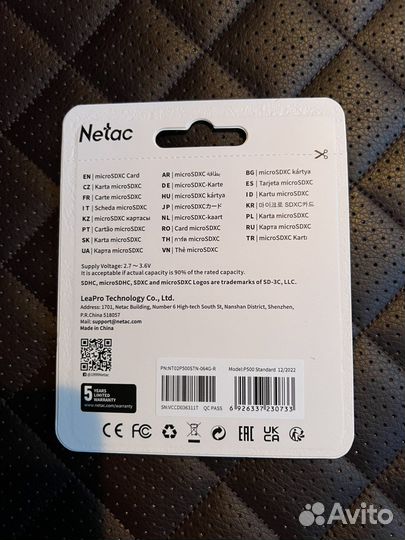 Netac
EN microSDXC Card
CZ Karta microSDXC
FR Carte microSDXC
IT Scheda microSDXC
KZ microSDXC картасы
PT Cartão microSDXC
SK Karta microSDXC
UA Карта microSDXC
AR microSDXC
DE microSDXC-Karte
HU microSDXC kártya
JP microSDXCカード
NL microSDXC-kaart
RO Card microSDXC
TH microSDXC
VN Thẻ microSDXC
BG microSDXC kártya
ES Tarjeta microSDXC
ID Kartu microSDXC
KR 마이크로 SDXC카드
PL Karta microSDXC
RU Карта microSDXC
TR microSDXC Kartı
Supply Voltage: 2.7 ~ 3.6V
It is acceptable if actual capacity is 90% of the rated capacity.
SDHC, microSDHC, SDXC and microSDXC Logos are trademarks of SD-3C, LLC.
LeaPro Technology Co., Ltd.
Address: 1701, Netac Building, Number 6 High-tech South St, Nanshan District, Shenzhen,
P.R.China 518057
Mail: support@netac.com
Made in China
@1999Netac
5 YEARS LIMITED WARRANTY
www.netac.com/warranty
PN:NT02P500STN-064G-R
SN:VCCD036311T QC PASS
Model:P500 Standard 12/2022
6 926337 230733
CE FC EAC UK CA
Avito